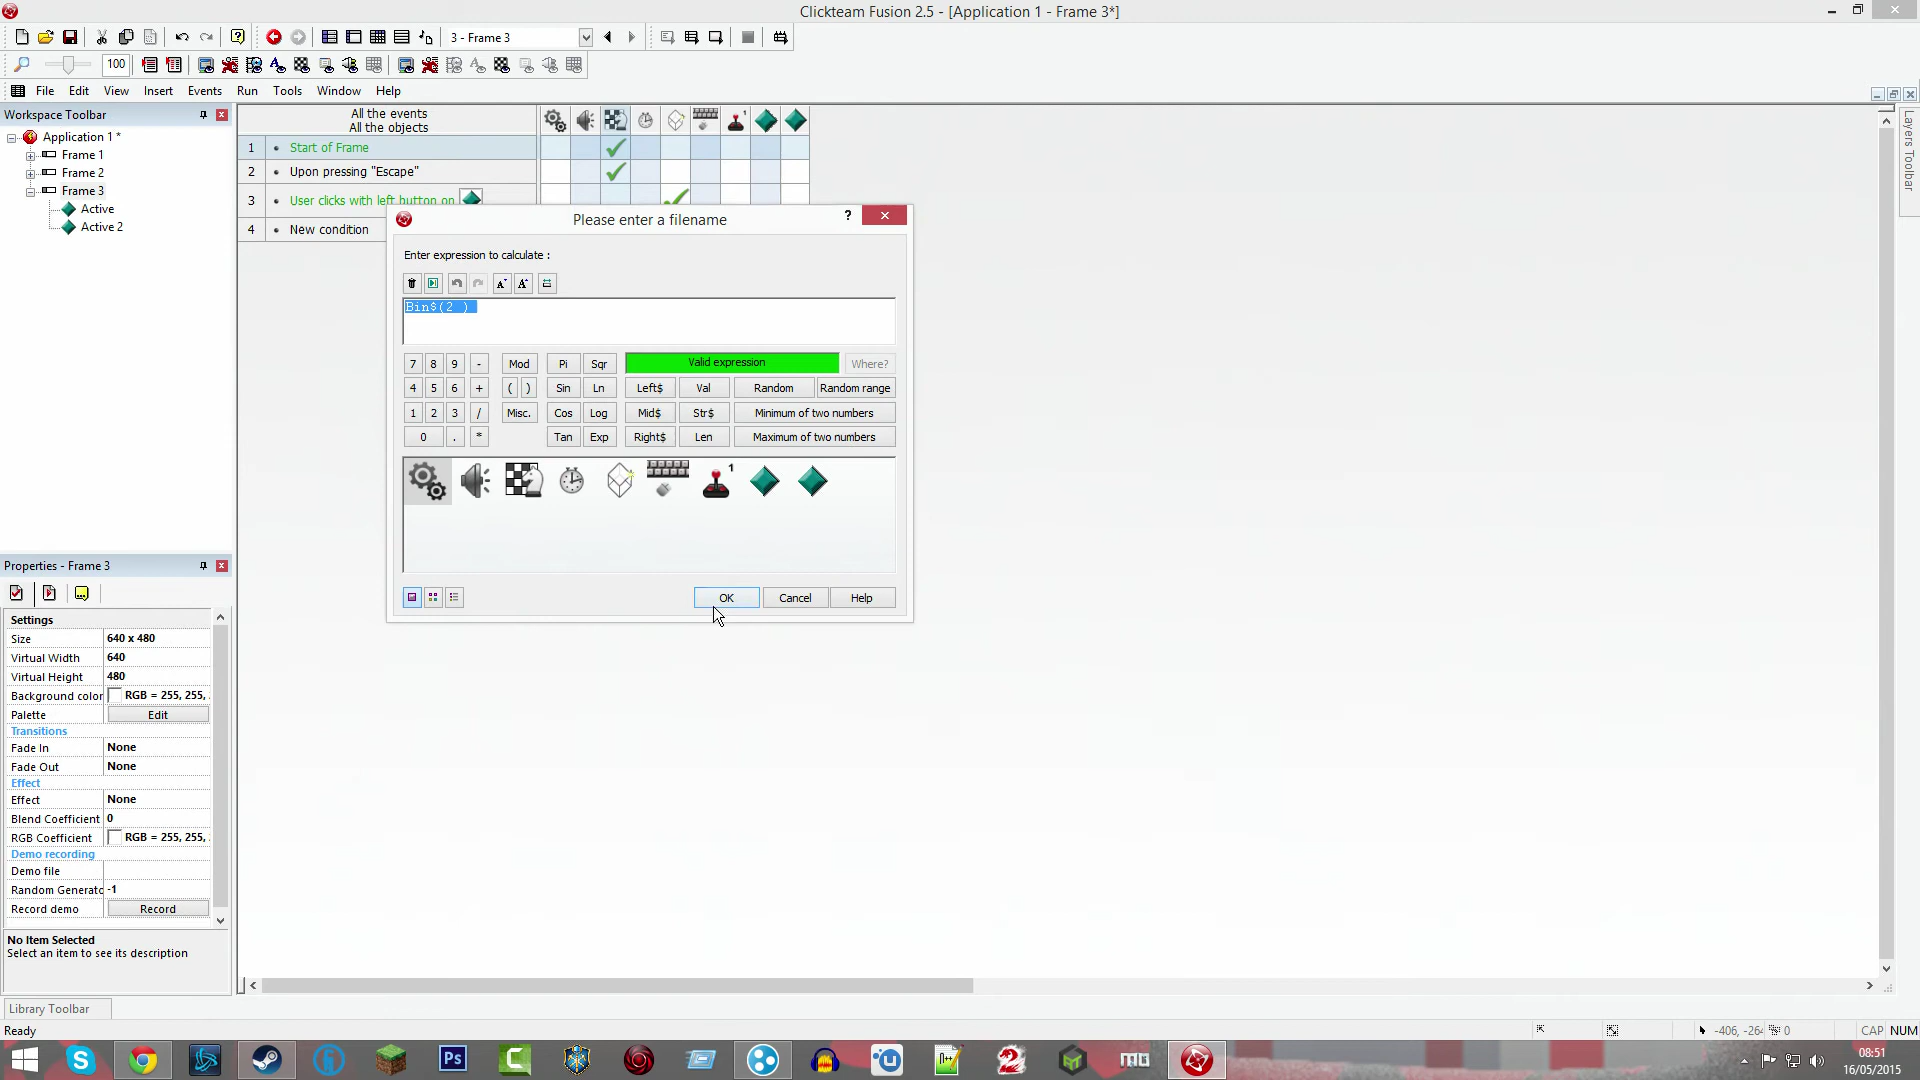 Clickteam Fusion 2.5 - [Application 1 - Frame 3*]
3 - Frame 3
100
File Edit View Insert Events Run Tools Window Help
Workspace Toolbar
Application 1 *
Frame 1
Frame 2
Frame 3
Active
Active 2
All the events
All the objects
1 • Start of Frame
2 • Upon pressing "Escape"
3 • User clicks with left button on
4 • New condition
Layers Toolbar
Please enter a filename
?
Enter expression to calculate :
Bin$(2 )
7 8 9 - Mod Pi Sqr Valid expression Where?
4 5 6 + ( ) Sin Ln Left$ Val Random Random range
1 2 3 / Misc. Cos Log Mid$ Str$ Minimum of two numbers
0 . * Tan Exp Right$ Len Maximum of two numbers
1
OK Cancel Help
Properties - Frame 3
Settings
Size 640 x 480
Virtual Width 640
Virtual Height 480
Background color RGB = 255, 255,
Palette Edit
Transitions
Fade In None
Fade Out None
Effect
Effect None
Blend Coefficient 0
RGB Coefficient RGB = 255, 255,
Demo recording
Demo file
Random Generato -1
Record demo Record
No Item Selected
Select an item to see its description
Library Toolbar
Ready
-406, -264
0
CAP NUM
Ps
08:51
16/05/2015